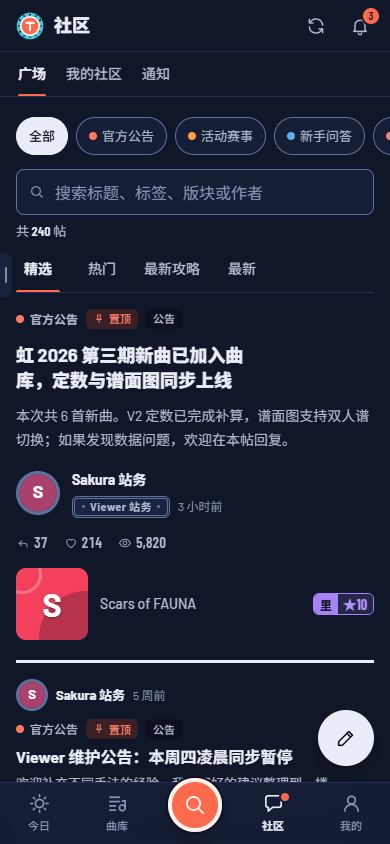 T
社区
3
广场 我的社区 通知
全部 官方公告 活动赛事 新手问答
搜索标题、标签、版块或作者
共 240 帖
精选 热门 最新攻略 最新
官方公告 置顶 公告
虹 2026 第三期新曲已加入曲
库，定数与谱面图同步上线
本次共 6 首新曲。V2 定数已完成补算，谱面图支持双人谱
切换；如果发现数据问题，欢迎在本帖回复。
S
Sakura 站务
Viewer 站务 3 小时前
37 214 5,820
S
Scars of FAUNA
里 ★10
S
Sakura 站务 5 周前
官方公告 置顶 公告
Viewer 维护公告：本周四凌晨同步暂停
今日 曲库 社区 我的